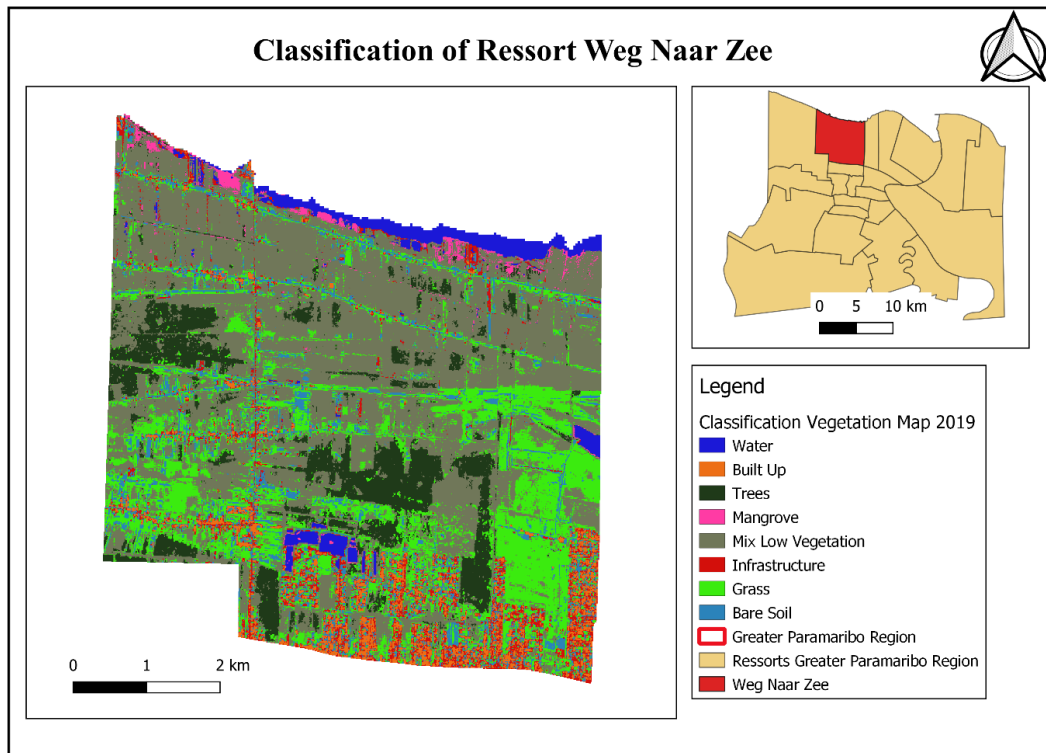 Classification of Ressort Weg Naar Zee
0 5 10 km
Legend
Classification Vegetation Map 2019
Water
Built Up
Trees
Mangrove
Mix Low Vegetation
Infrastructure
Grass
Bare Soil
Greater Paramaribo Region
Ressorts Greater Paramaribo Region
Weg Naar Zee
0 1 2 km